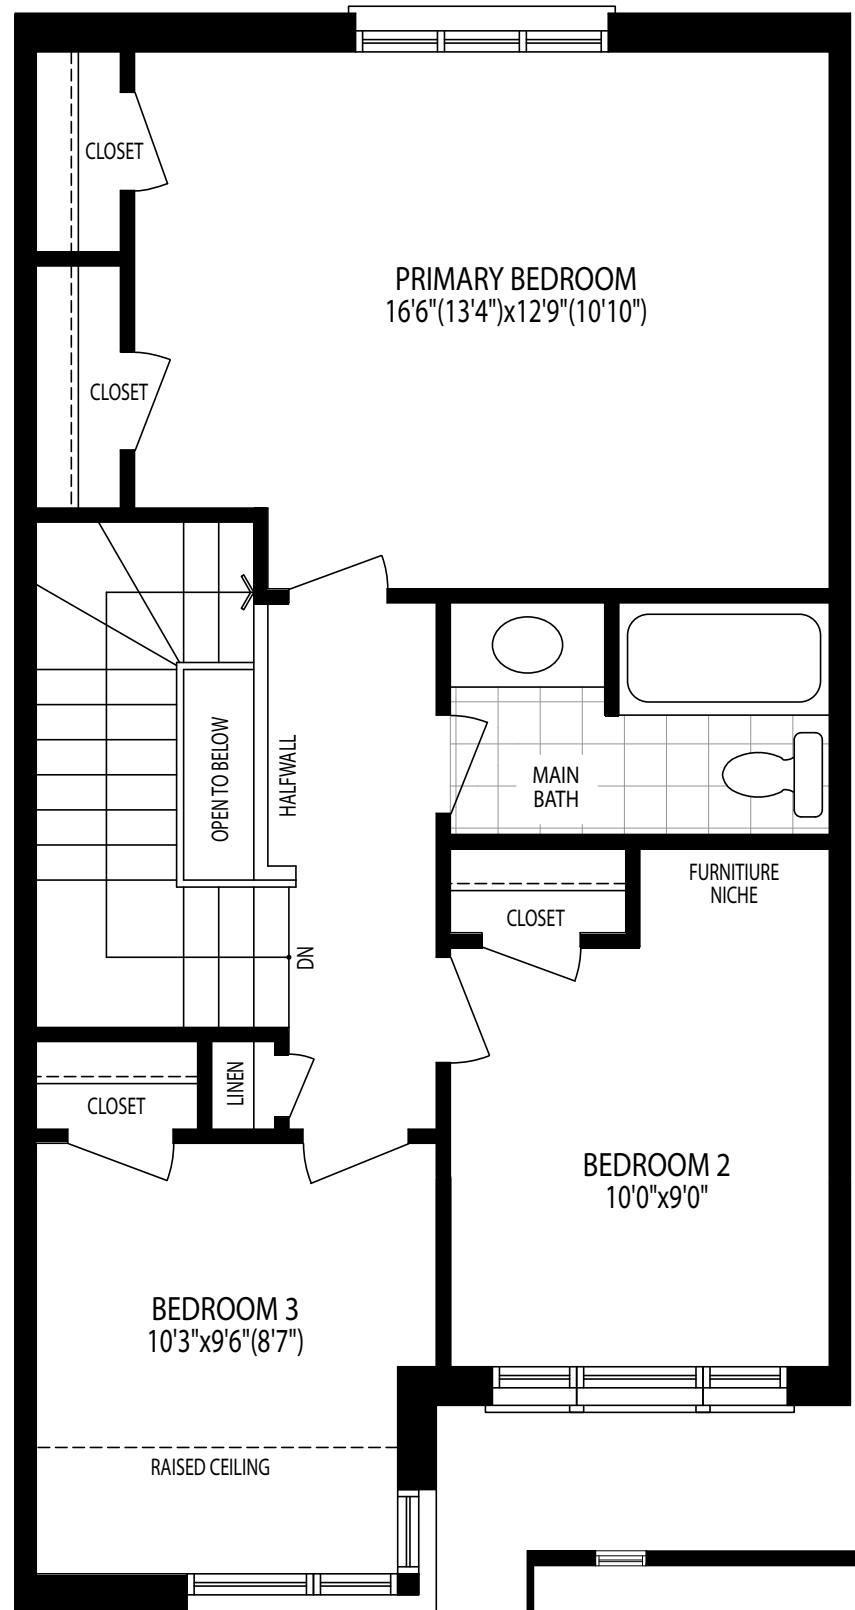 CLOSET
PRIMARY BEDROOM
16'6"(13'4")x12'9"(10'10")
CLOSET
OPEN TO BELOW
HALFWALL
MAIN
BATH
FURNITIURE
NICHE
CLOSET
DN
LINEN
CLOSET
BEDROOM 2
10'0"x9'0"
BEDROOM 3
10'3"x9'6"(8'7")
RAISED CEILING